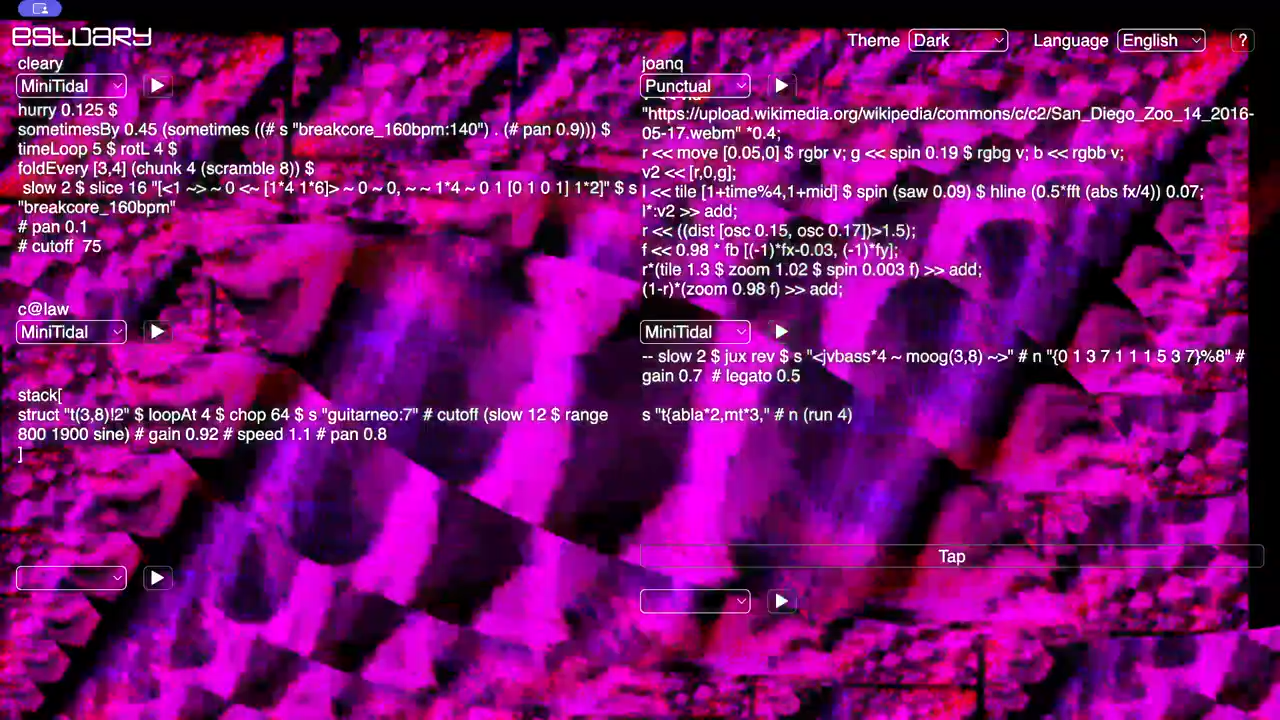 estuary
Theme Dark Language English ?
cleary
MiniTidal
hurry 0.125 $
sometimesBy 0.45 (sometimes ((# s "breakcore_160bpm:140") . (# pan 0.9))) $
timeLoop 5 $ rotL 4 $
foldEvery [3,4] (chunk 4 (scramble 8)) $
slow 2 $ slice 16 "[<1 ~> ~ 0 <~ [1*4 1*6]> ~ 0 ~ 0, ~ ~ 1*4 ~ 0 1 [0 1 0 1] 1*2]" $ s
"breakcore_160bpm"
# pan 0.1
# cutoff 75
c@law
MiniTidal
stack[
struct "t(3,8)!2" $ loopAt 4 $ chop 64 $ s "guitarneo:7" # cutoff (slow 12 $ range
800 1900 sine) # gain 0.92 # speed 1.1 # pan 0.8
]
joanq
Punctual
"https://upload.wikimedia.org/wikipedia/commons/c/c2/San_Diego_Zoo_14_2016-
05-17.webm" *0.4;
r << move [0.05,0] $ rgbr v; g << spin 0.19 $ rgbg v; b << rgbb v;
v2 << [r,0,g];
l << tile [1+time%4,1+mid] $ spin (saw 0.09) $ hline (0.5*fft (abs fx/4)) 0.07;
l*:v2 >> add;
r << ((dist [osc 0.15, osc 0.17])>1.5);
f << 0.98 * fb [(-1)*fx-0.03, (-1)*fy];
r*(tile 1.3 $ zoom 1.02 $ spin 0.003 f) >> add;
(1-r)*(zoom 0.98 f) >> add;
MiniTidal
-- slow 2 $ jux rev $ s "<jvbass*4 ~ moog(3,8) ~>" # n "{0 1 3 7 1 1 1 5 3 7}%8" #
gain 0.7 # legato 0.5
s "t{abla*2,mt*3," # n (run 4)
Tap